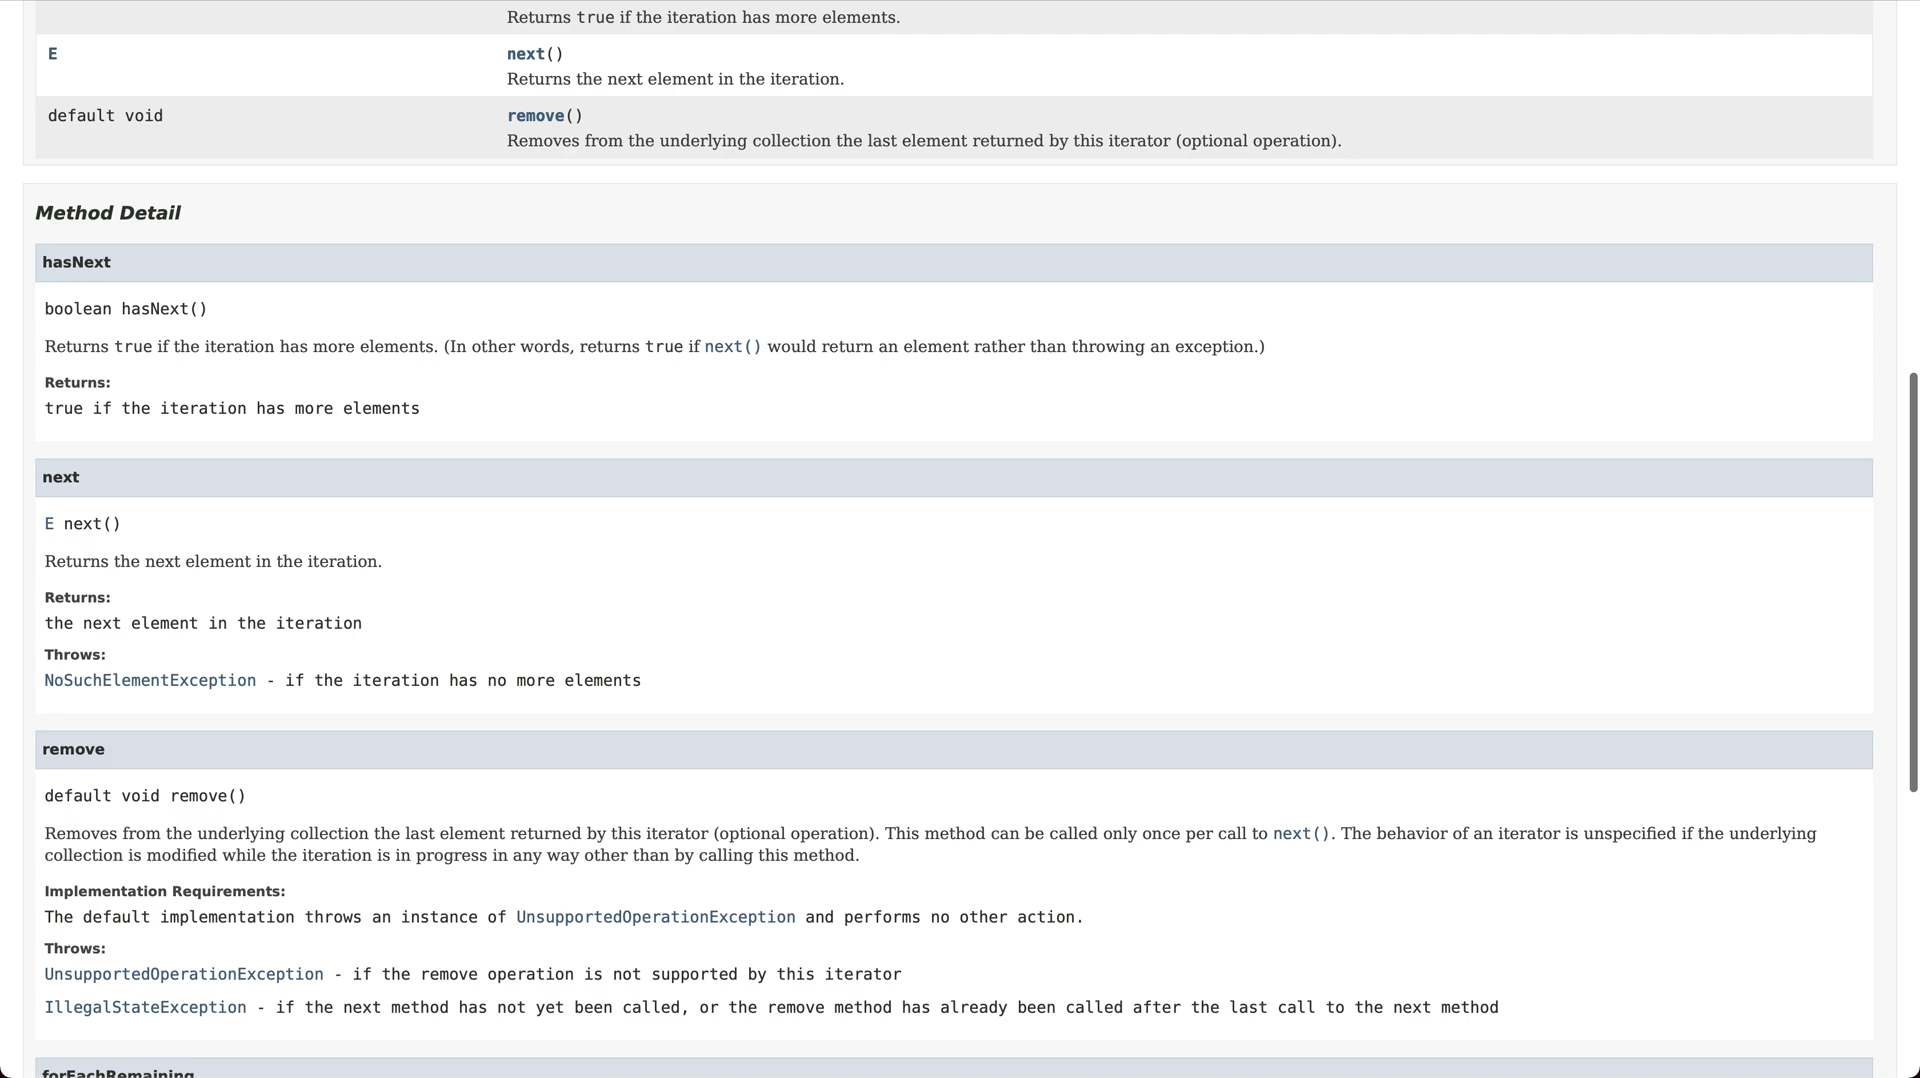 Returns true if the iteration has more elements.
E next()
Returns the next element in the iteration.
default void remove()
Removes from the underlying collection the last element returned by this iterator (optional operation).
Method Detail
hasNext
boolean hasNext()
Returns true if the iteration has more elements. (In other words, returns true if next() would return an element rather than throwing an exception.)
Returns:
true if the iteration has more elements
next
E next()
Returns the next element in the iteration.
Returns:
the next element in the iteration
Throws:
NoSuchElementException - if the iteration has no more elements
remove
default void remove()
Removes from the underlying collection the last element returned by this iterator (optional operation). This method can be called only once per call to next(). The behavior of an iterator is unspecified if the underlying
collection is modified while the iteration is in progress in any way other than by calling this method.
Implementation Requirements:
The default implementation throws an instance of UnsupportedOperationException and performs no other action.
Throws:
UnsupportedOperationException - if the remove operation is not supported by this iterator
IllegalStateException - if the next method has not yet been called, or the remove method has already been called after the last call to the next method
forEachRemaining